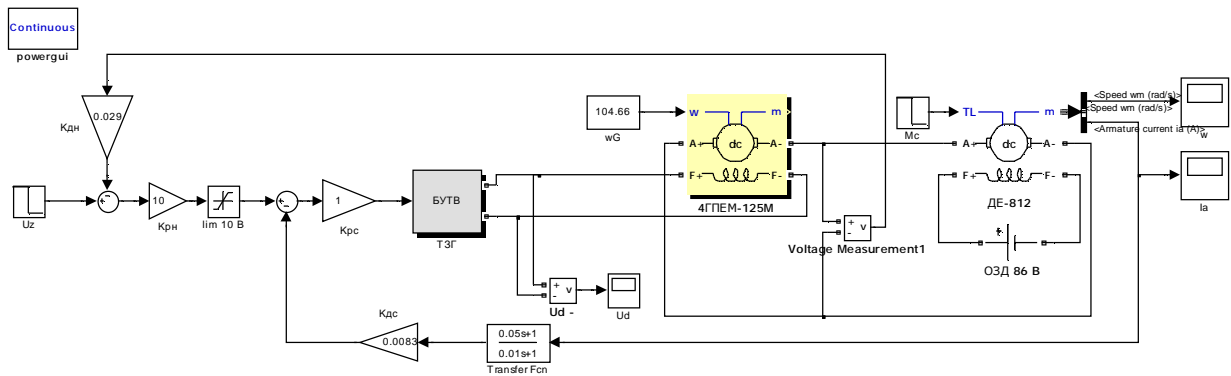 Continuous
powergui
0.029
Кдн
Uz
10
Крн
lim 10 В
1
Крс
БУТВ
ТЗГ
104.66
wG
w
m
dc
A+
A-
F+
F-
4ГПЕМ-125М
+
-
v
Voltage Measurement1
+
-
v
Ud -
Ud
Mc
TL
m
dc
A+
A-
F+
F-
ДЕ-812
+
ОЗД 86 В
<Speed wm (rad/s)>
<Speed wm (rad/s)>
<Armature current ia (A)>
w
Ia
Кдс
0.0083
0.05s+1
0.01s+1
Transfer Fcn